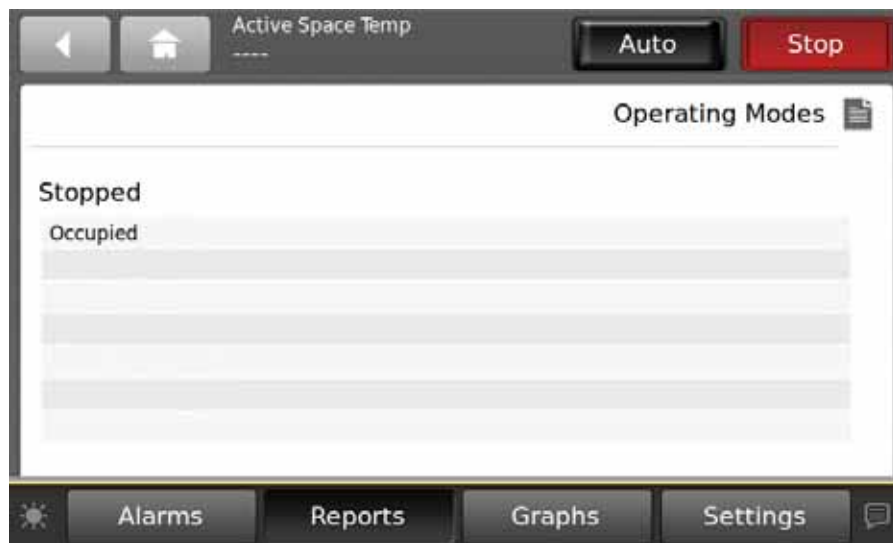 Active Space Temp
----
Auto
Stop
Operating Modes
Stopped
Occupied
Alarms
Reports
Graphs
Settings